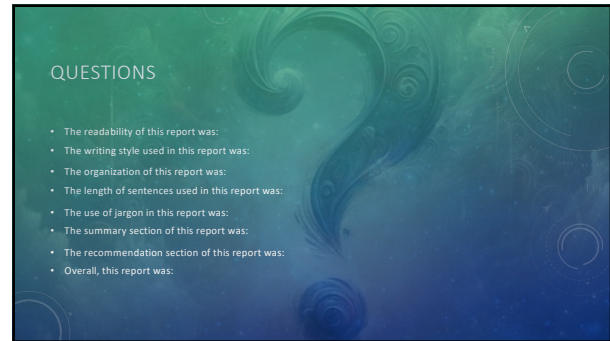 QUESTIONS
• The readability of this report was:
• The writing style used in this report was:
• The organization of this report was:
• The length of sentences used in this report was:
• The use of jargon in this report was:
• The summary section of this report was:
• The recommendation section of this report was:
• Overall, this report was: